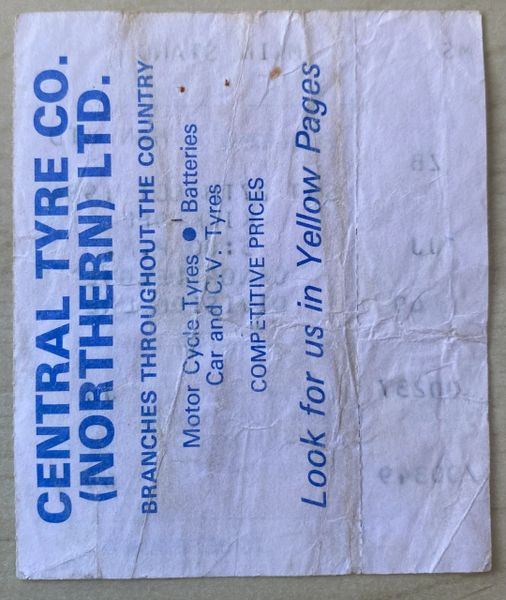 CENTRAL TYRE CO.
(NORTHERN) LTD.
BRANCHES THROUGHOUT THE COUNTRY
Motor Cycle Tyres ● Batteries
Car and C.V. Tyres
COMPETITIVE PRICES
Look for us in Yellow Pages